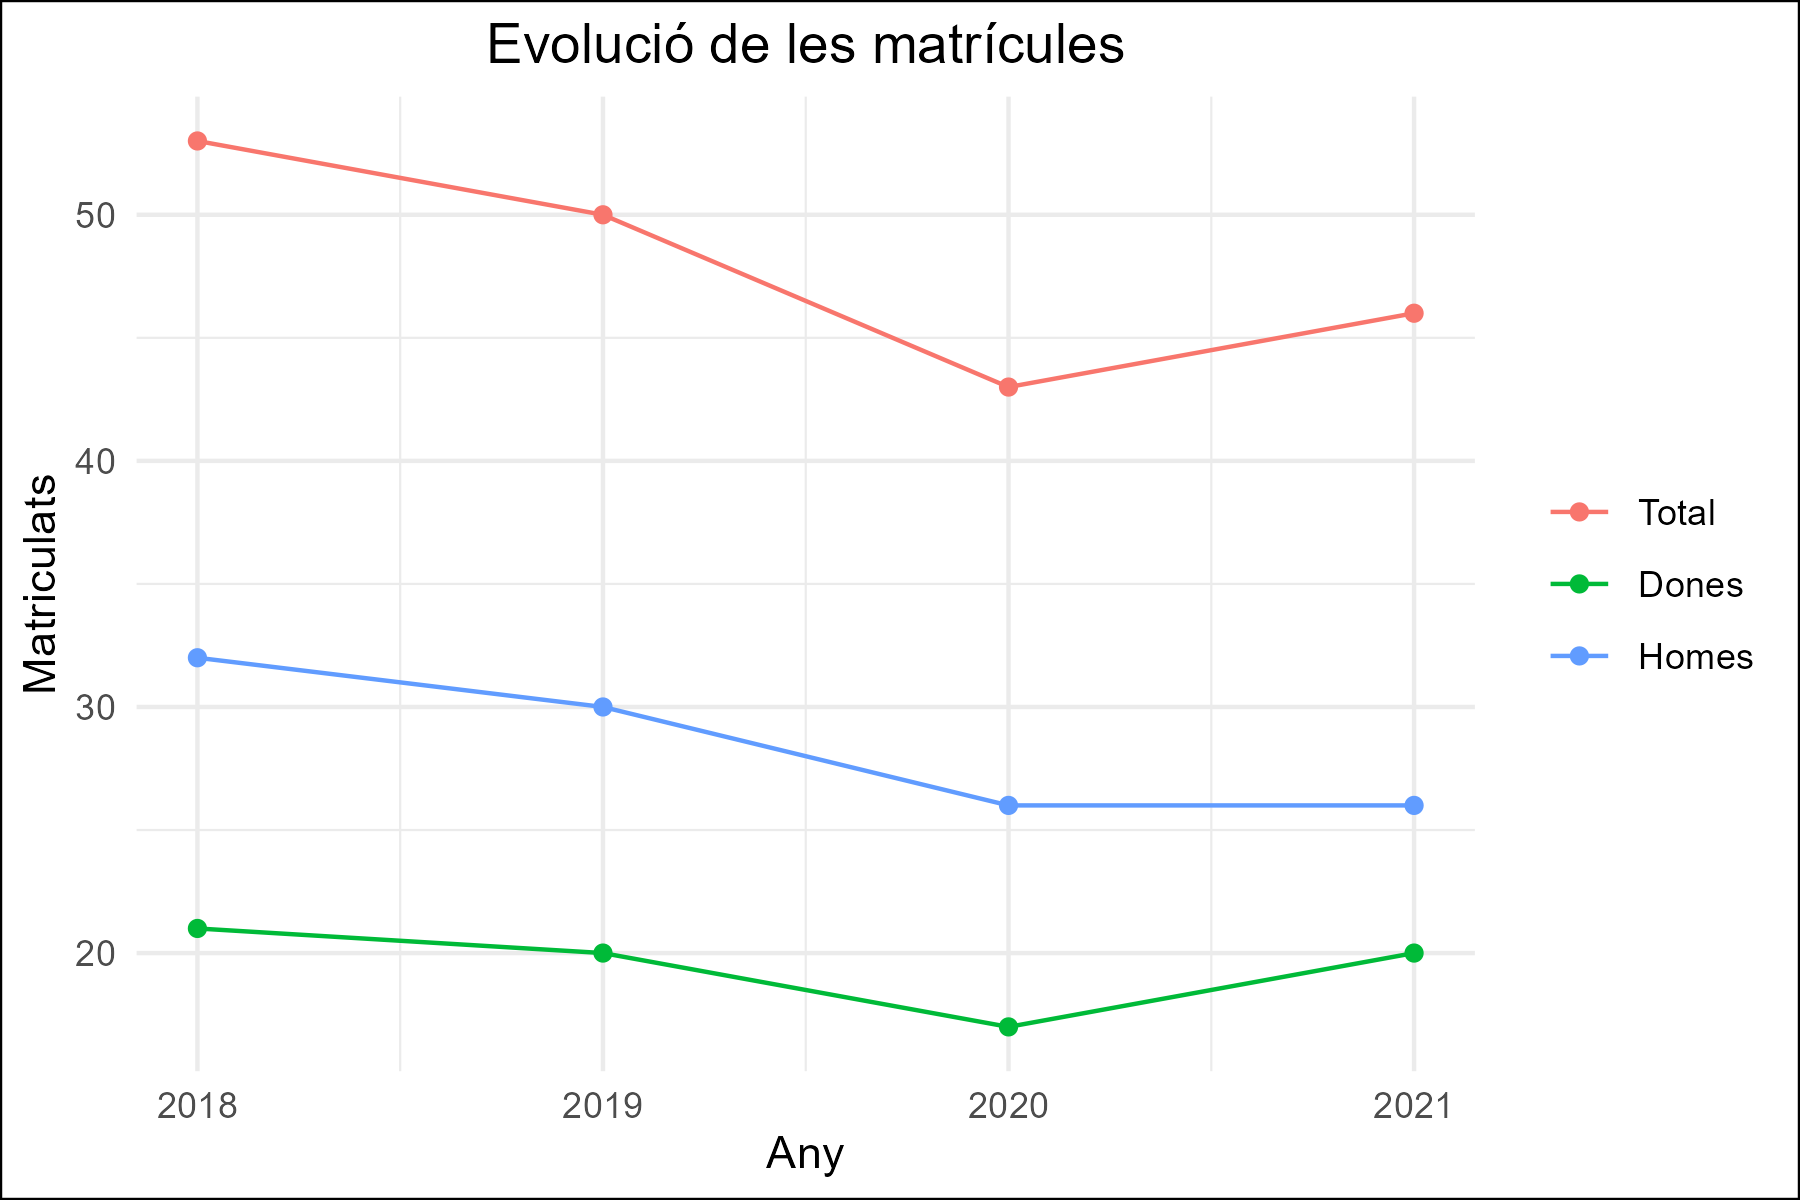 Evolució de les matrícules
Matriculats
50
40
30
20
2018 2019 2020 2021
Any
Total
Dones
Homes